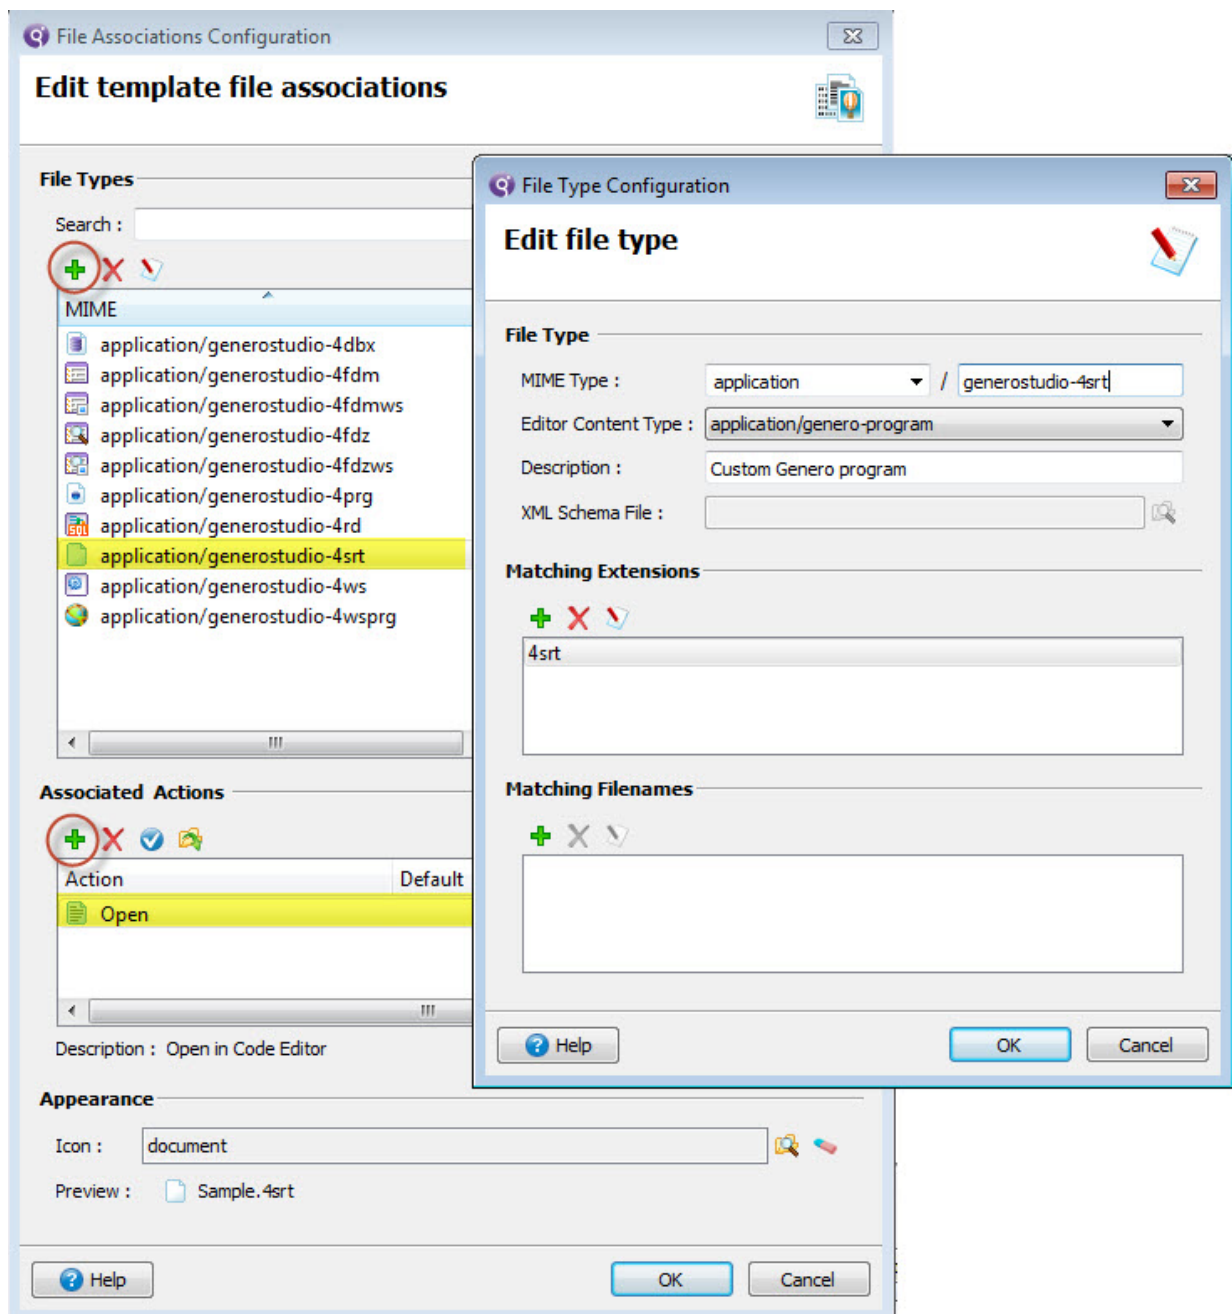 File Associations Configuration
Edit template file associations
File Types
Search :
MIME
application/generostudio-4dbx
application/generostudio-4fdm
application/generostudio-4fdmws
application/generostudio-4fdz
application/generostudio-4fdzws
application/generostudio-4prg
application/generostudio-4rd
application/generostudio-4srt
application/generostudio-4ws
application/generostudio-4wsprg
Associated Actions
Action Default
Open
Description : Open in Code Editor
Appearance
Icon : document
Preview : Sample.4srt
Help OK Cancel
File Type Configuration
Edit file type
File Type
MIME Type : application / generostudio-4srt
Editor Content Type : application/genero-program
Description : Custom Genero program
XML Schema File :
Matching Extensions
4srt
Matching Filenames
Help OK Cancel